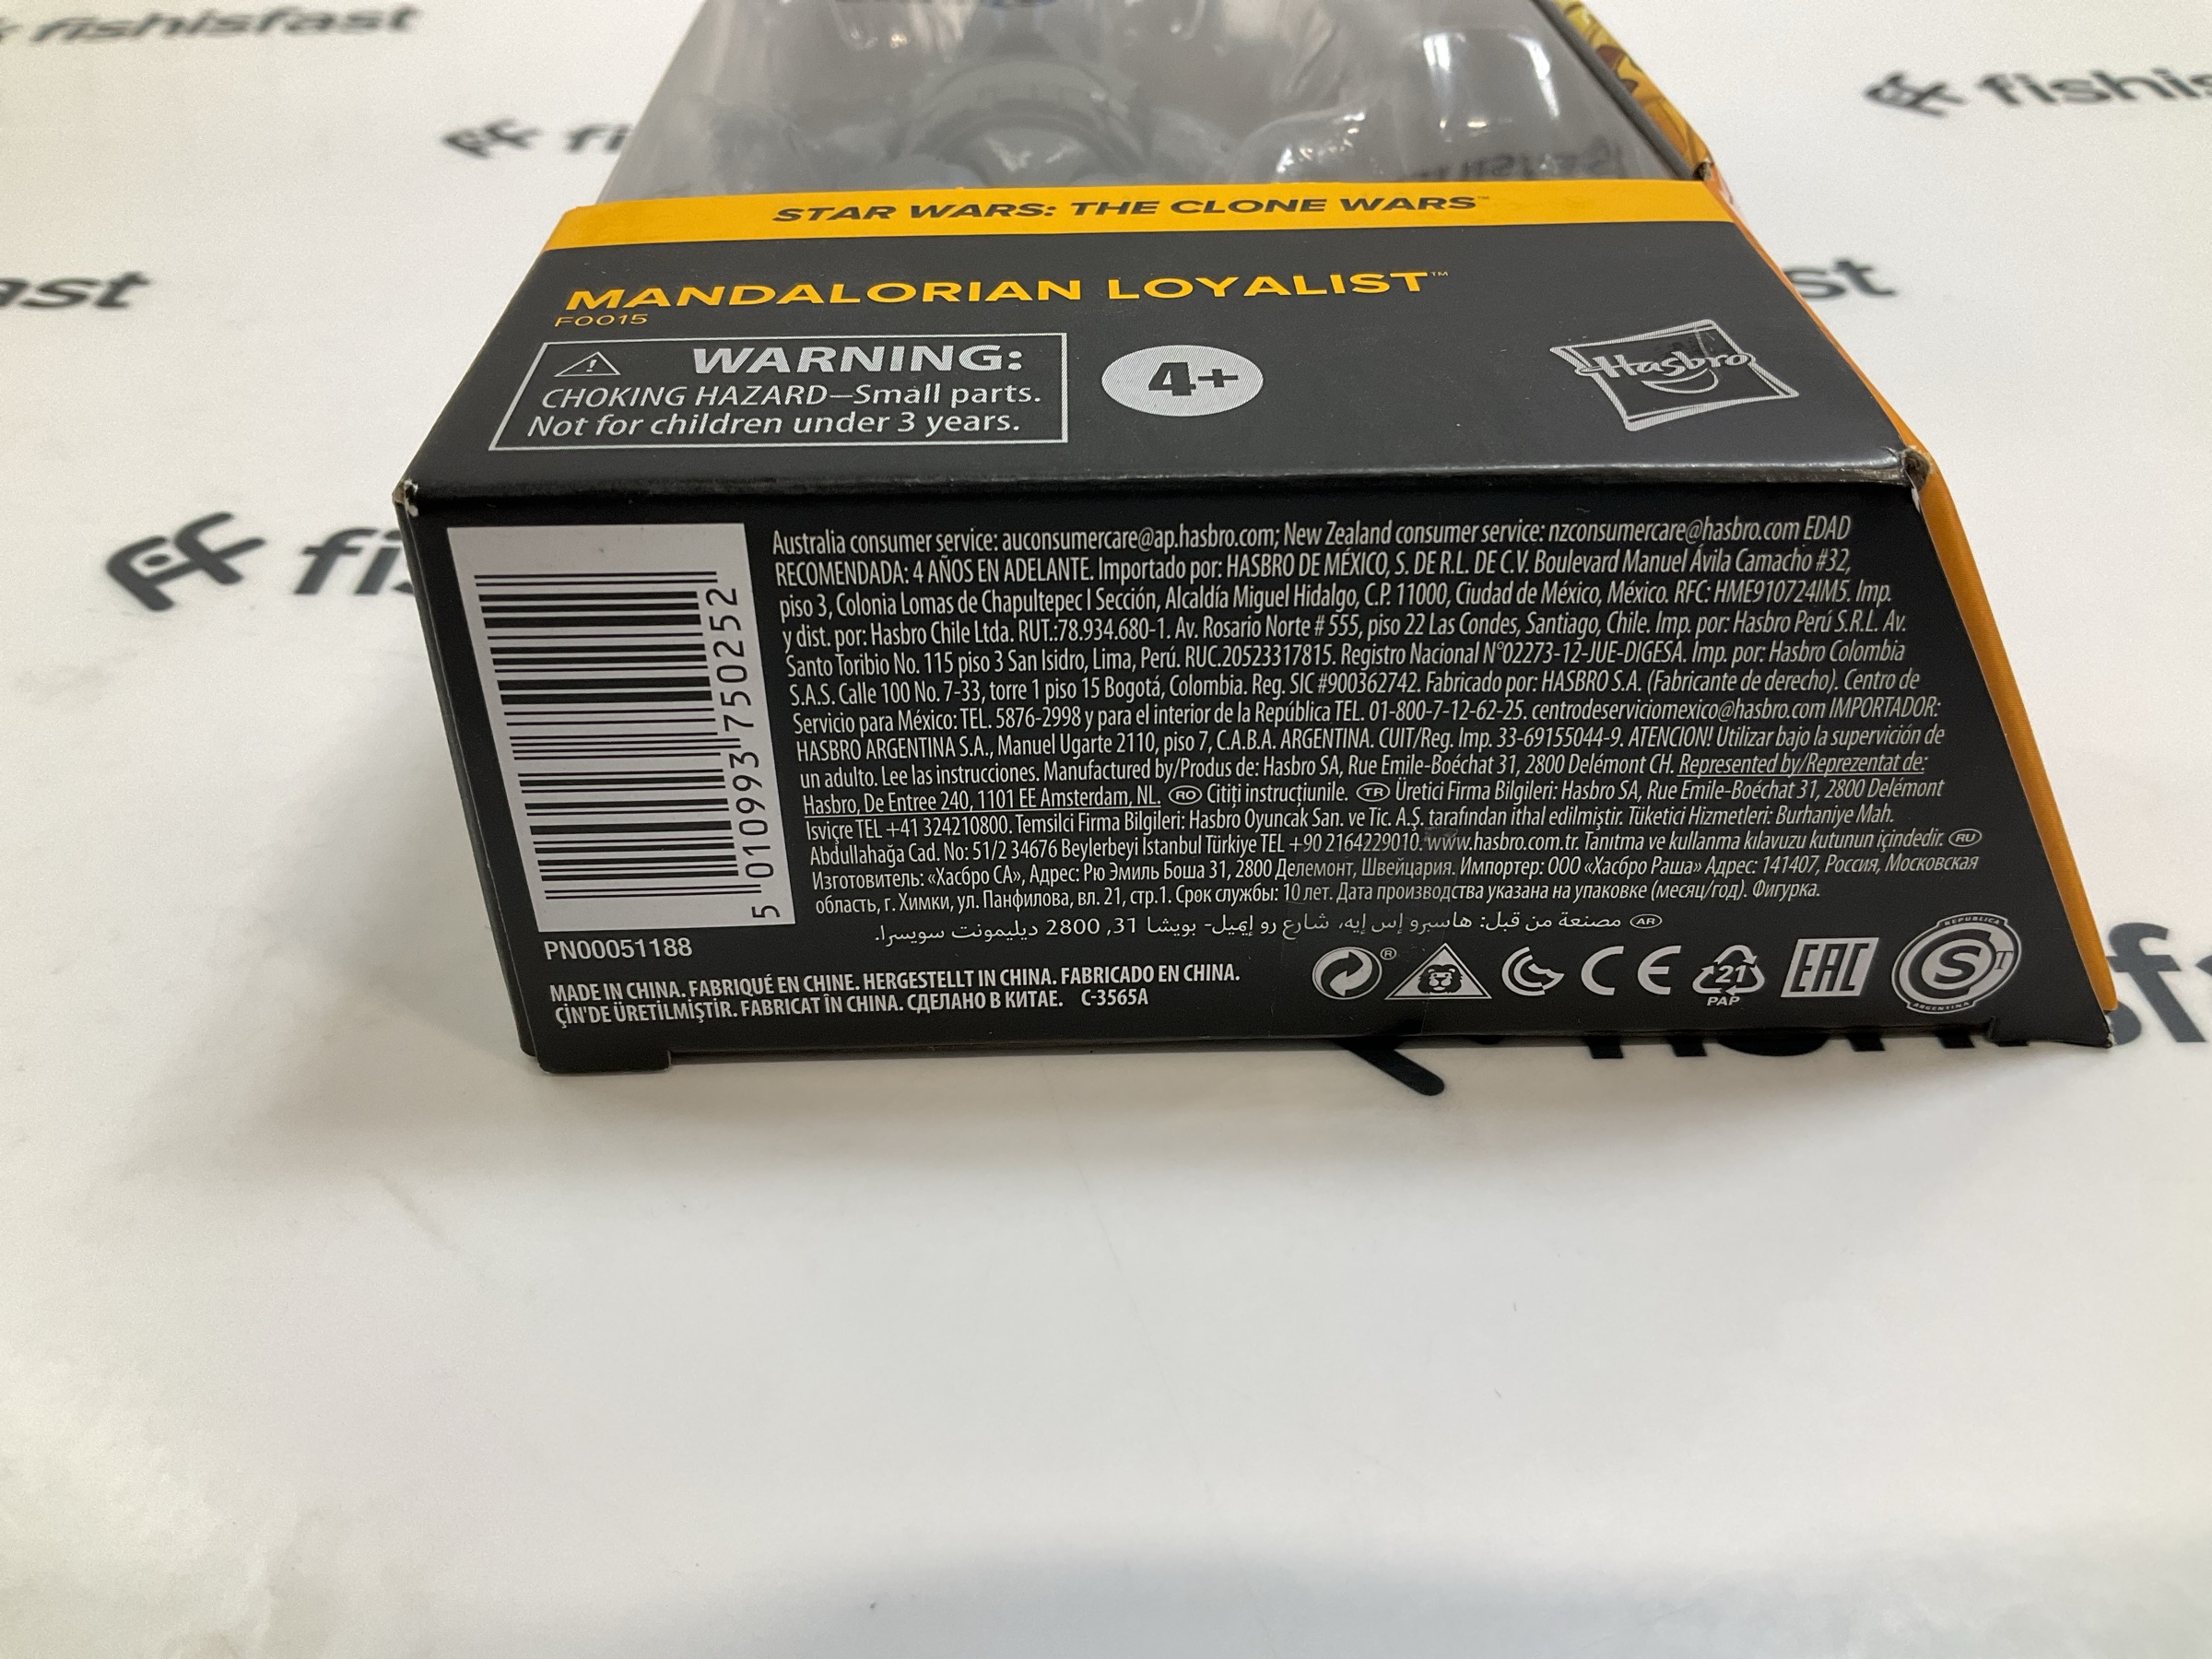 fishisfast
fishisf
fi
STAR WARS: THE CLONE WARS™
ast
st
MANDALORIAN LOYALIST™
F0015
WARNING:
CHOKING HAZARD—Small parts.
Not for children under 3 years.
4+
Hasbro
fis
Australia consumer service: auconsumercare@ap.hasbro.com; New Zealand consumer service: nzconsumercare@hasbro.com EDAD
RECOMENDADA: 4 AÑOS EN ADELANTE. Importado por: HASBRO DE MÉXICO, S. DE R.L. DE C.V. Boulevard Manuel Ávila Camacho #32,
piso 3, Colonia Lomas de Chapultepec I Sección, Alcaldía Miguel Hidalgo, C.P. 11000, Ciudad de México, México. RFC: HME910724IM5. Imp.
y dist. por: Hasbro Chile Ltda. RUT.:78.934.680-1. Av. Rosario Norte # 555, piso 22 Las Condes, Santiago, Chile. Imp. por: Hasbro Perú S.R.L. Av.
Santo Toribio No. 115 piso 3 San Isidro, Lima, Perú. RUC.20523317815. Registro Nacional N°02273-12-JUE-DIGESA. Imp. por: Hasbro Colombia
S.A.S. Calle 100 No. 7-33, torre 1 piso 15 Bogotá, Colombia. Reg. SIC #900362742. Fabricado por: HASBRO S.A. (Fabricante de derecho). Centro de
Servicio para México: TEL. 5876-2998 y para el interior de la República TEL. 01-800-7-12-62-25. centrodeserviciomexico@hasbro.com IMPORTADOR:
HASBRO ARGENTINA S.A., Manuel Ugarte 2110, piso 7, C.A.B.A. ARGENTINA. CUIT/Reg. Imp. 33-69155044-9. ATENCION! Utilizar bajo la supervición de
un adulto. Lee las instrucciones. Manufactured by/Produs de: Hasbro SA, Rue Emile-Boéchat 31, 2800 Delémont CH. Represented by/Reprezentat de:
Hasbro, De Entree 240, 1101 EE Amsterdam, NL. RO Citiți instrucțiunile. TR Üretici Firma Bilgileri: Hasbro SA, Rue Emile-Boéchat 31, 2800 Delémont
Isviçre TEL +41 324210800. Temsilci Firma Bilgileri: Hasbro Oyuncak San. ve Tic. A.Ş. tarafından ithal edilmiştir. Tüketici Hizmetleri: Burhaniye Mah.
Abdullahağa Cad. No: 51/2 34676 Beylerbeyi İstanbul Türkiye TEL +90 2164229010. www.hasbro.com.tr. Tanıtma ve kullanma kılavuzu kutunun içindedir. RU
Изготовитель: «Хасбро СА», Адрес: Рю Эмиль Боша 31, 2800 Делемонт, Швейцария. Импортер: ООО «Хасбро Раша» Адрес: 141407, Россия, Московская
область, г. Химки, ул. Панфилова, вл. 21, стр.1. Срок службы: 10 лет. Дата производства указана на упаковке (месяц/год). Фигурка.
AR مصنعة من قبل: هاسبرو إس إيه، شارع رو إيميل- بويشا 31, 2800 ديليمونت سويسرا.
5 010993 750252
PN00051188
MADE IN CHINA. FABRIQUÉ EN CHINE. HERGESTELLT IN CHINA. FABRICADO EN CHINA.
ÇİN'DE ÜRETİLMİŞTİR. FABRICAT ÎN CHINA. СДЕЛАНО В КИТАЕ. C-3565A
CE
21
PAP
EAC
REPUBLICA
S
ARGENTINA